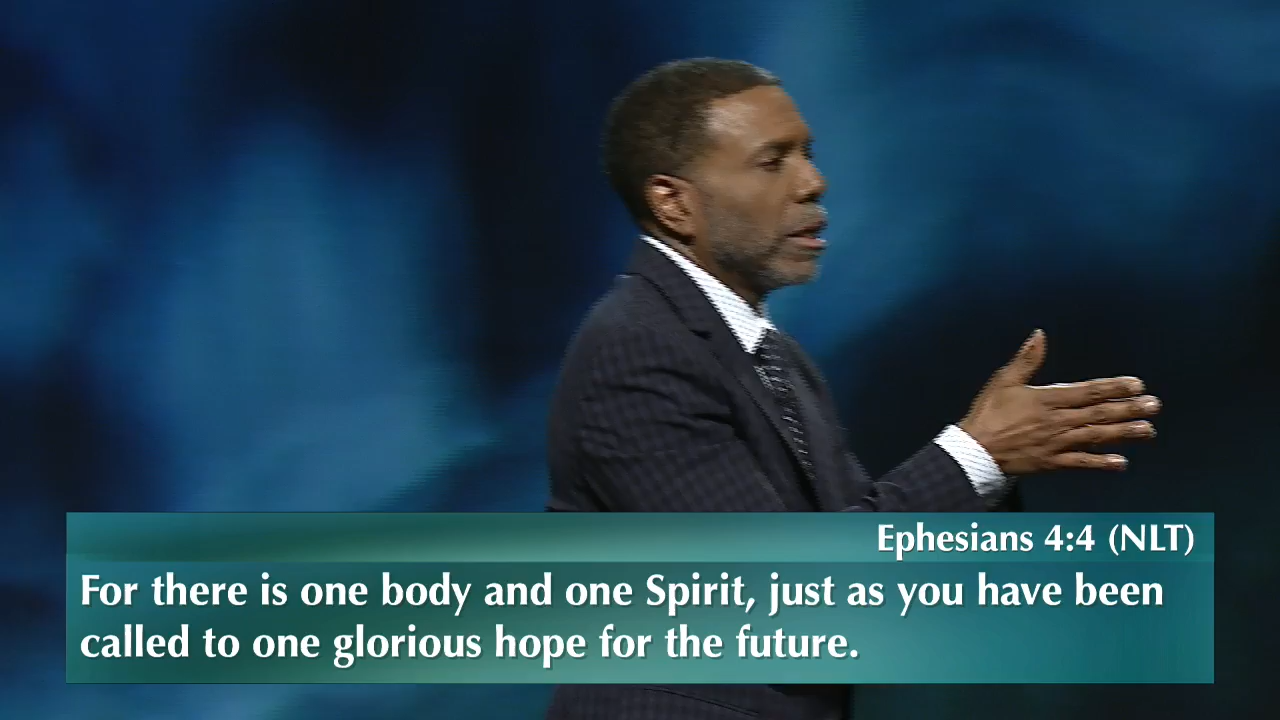 Ephesians 4:4 (NLT)
For there is one body and one Spirit, just as you have been
called to one glorious hope for the future.